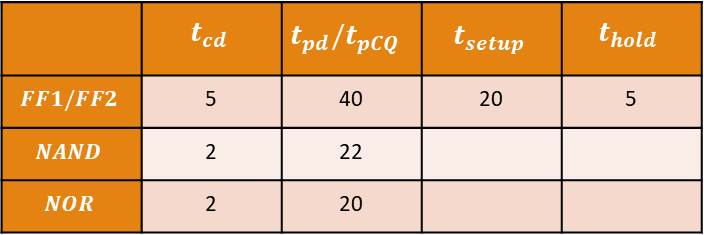 t_cd t_pd/t_pCQ t_setup t_hold
FF1/FF2 5 40 20 5
NAND 2 22
NOR 2 20